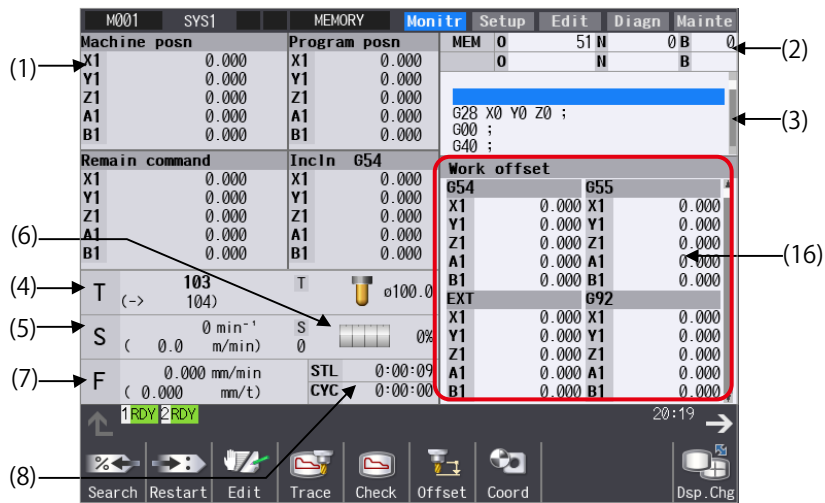 M001 SYS1 MEMORY Monitr Setup Edit Diagn Mainte
Machine posn
X1 0.000
Y1 0.000
Z1 0.000
A1 0.000
B1 0.000
Program posn
X1 0.000
Y1 0.000
Z1 0.000
A1 0.000
B1 0.000
MEM O 51 N 0 B 0
O N B
G28 X0 Y0 Z0 ;
G00 ;
G40 ;
Remain command
X1 0.000
Y1 0.000
Z1 0.000
A1 0.000
B1 0.000
Incln G54
X1 0.000
Y1 0.000
Z1 0.000
A1 0.000
B1 0.000
Work offset
G54 G55
X1 0.000 X1 0.000
Y1 0.000 Y1 0.000
Z1 0.000 Z1 0.000
A1 0.000 A1 0.000
B1 0.000 B1 0.000
EXT G92
X1 0.000 X1 0.000
Y1 0.000 Y1 0.000
Z1 0.000 Z1 0.000
A1 0.000 A1 0.000
B1 0.000 B1 0.000
T 103 T ø100.0
(-> 104)
S 0 min⁻¹ S 0%
( 0.0 m/min) 0
F 0.000 mm/min STL 0:00:09
( 0.000 mm/t) CYC 0:00:00
1 RDY 2 RDY 20:19
%
Search Restart Edit Trace Check Offset Coord Dsp.Chg
(1)
(2)
(3)
(4)
(5)
(6)
(7)
(8)
(16)